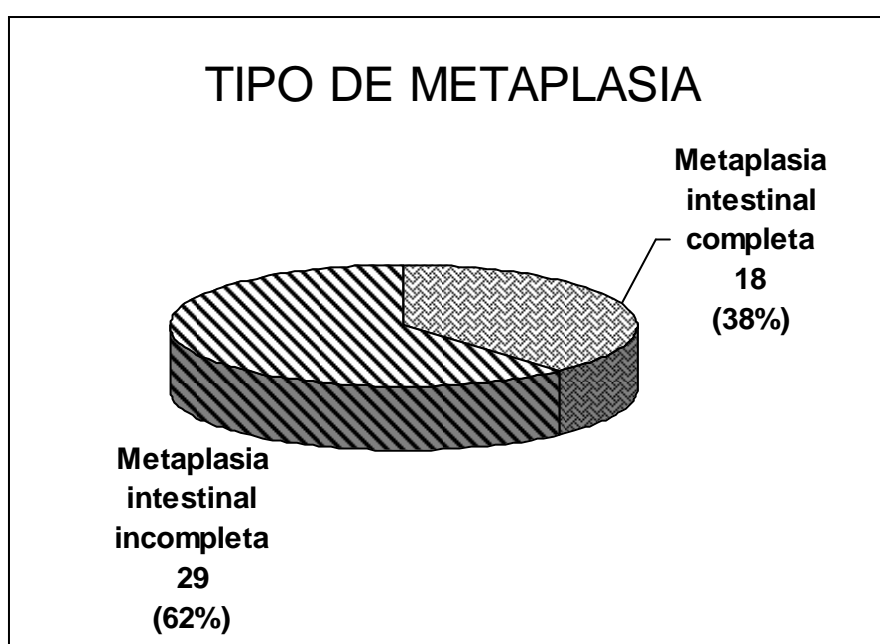 TIPO DE METAPLASIA
Metaplasia
intestinal
completa
18
(38%)
Metaplasia
intestinal
incompleta
29
(62%)